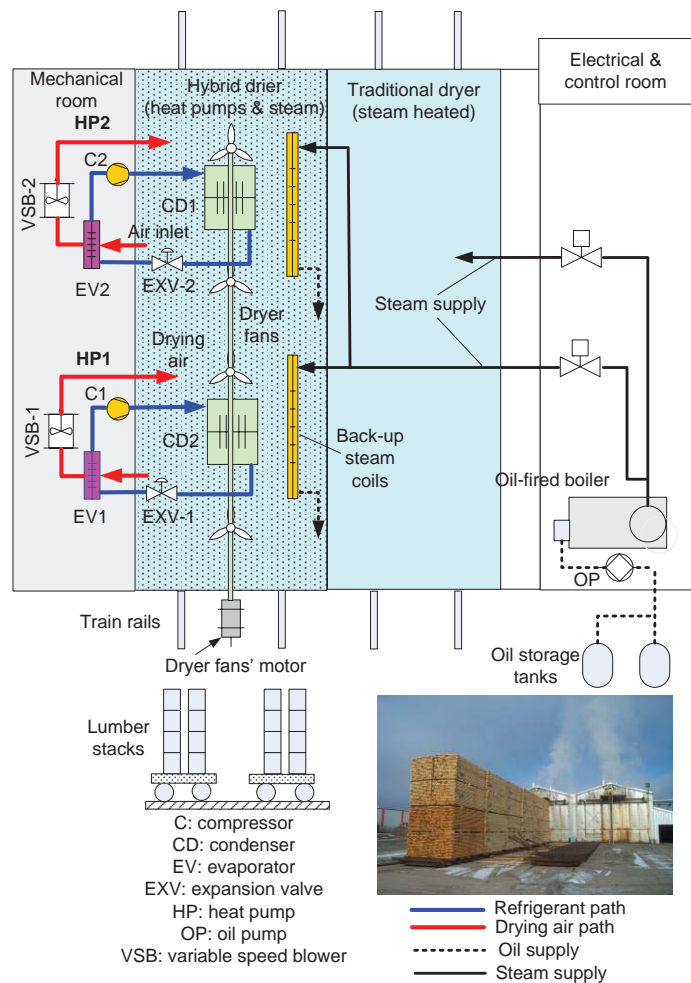 Mechanical
room
Hybrid drier
(heat pumps & steam)
Traditional dryer
(steam heated)
Electrical &
control room
HP2
C2
VSB-2
CD1
Air inlet
EV2
EXV-2
Steam supply
Dryer
fans
Drying
air
HP1
C1
VSB-1
CD2
Back-up
steam
coils
EV1
EXV-1
Oil-fired boiler
OP
Train rails
Dryer fans' motor
Oil storage
tanks
Lumber
stacks
C: compressor
CD: condenser
EV: evaporator
EXV: expansion valve
HP: heat pump
OP: oil pump
VSB: variable speed blower
Refrigerant path
Drying air path
Oil supply
Steam supply